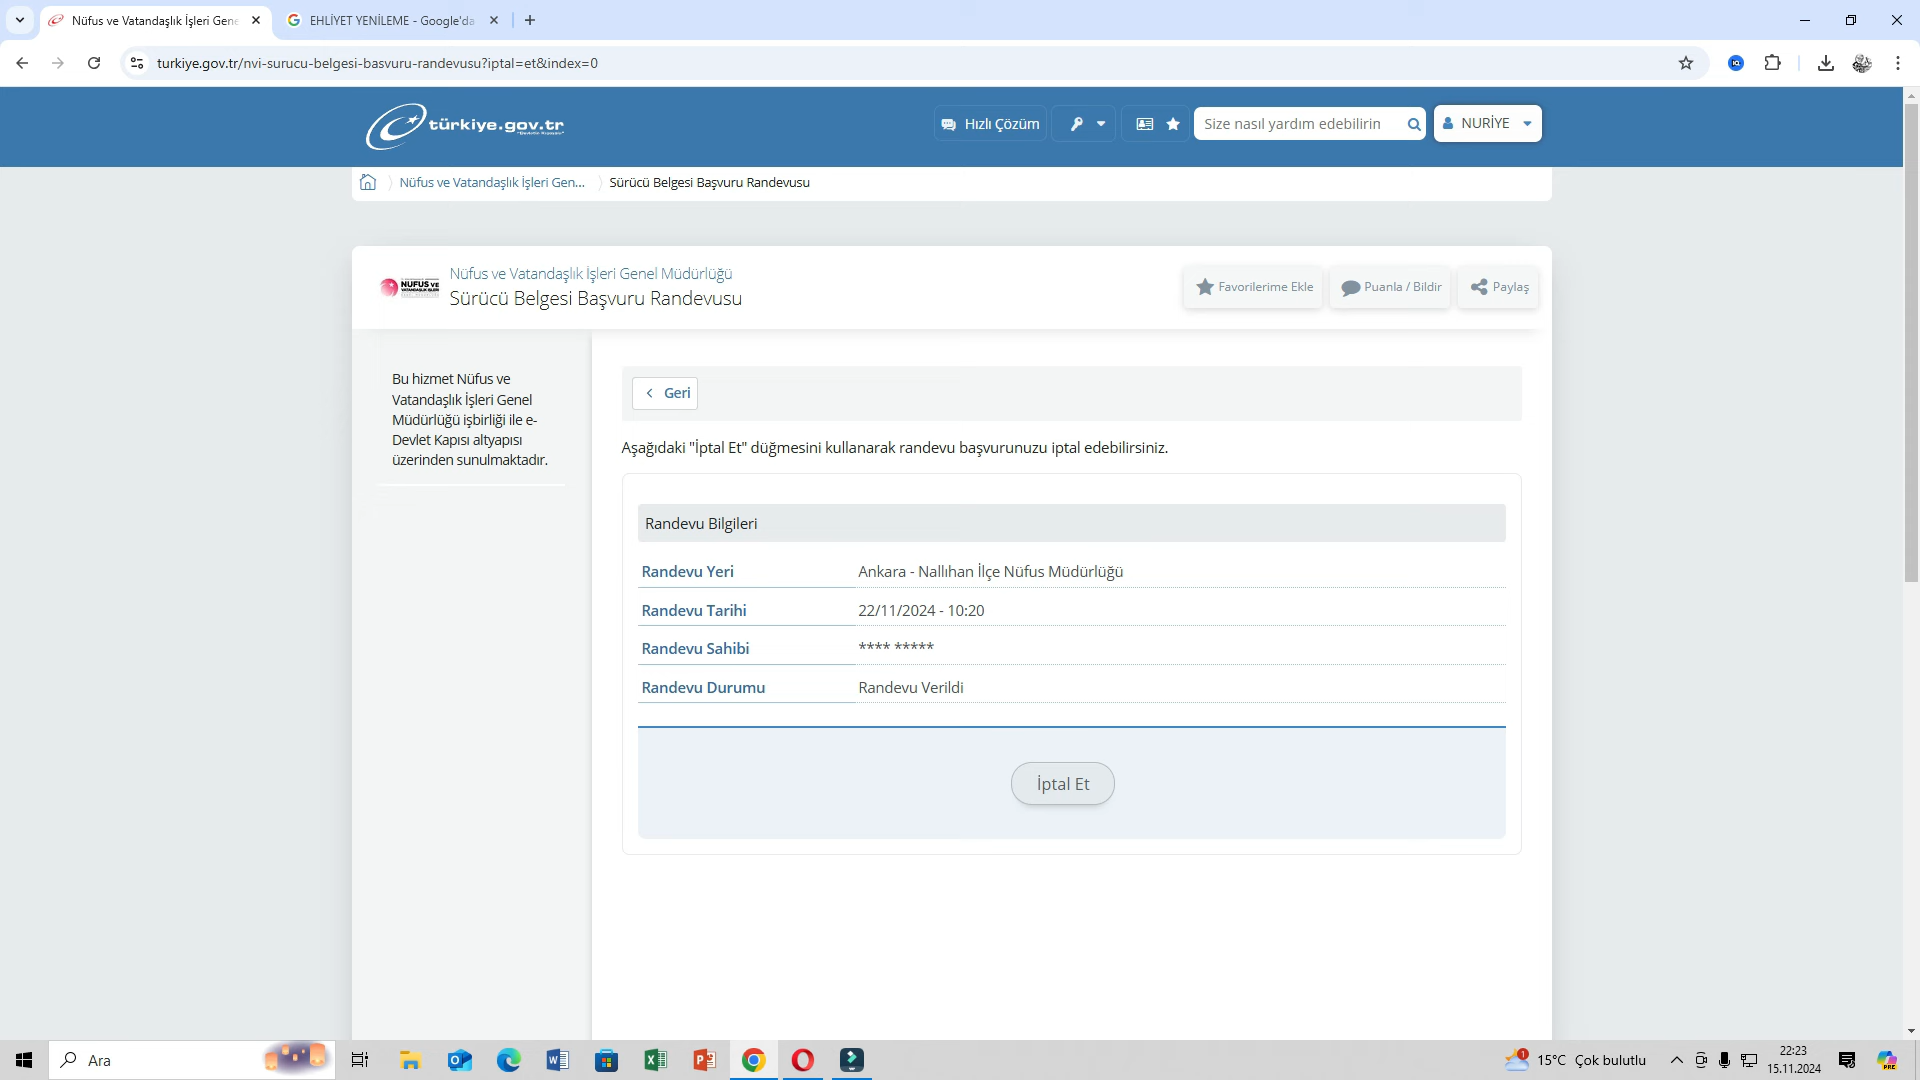 Nüfus ve Vatandaşlık İşleri Gene
EHLİYET YENİLEME - Google'da
turkiye.gov.tr/nvi-surucu-belgesi-basvuru-randevusu?iptal=et&index=0
türkiye.gov.tr
Hızlı Çözüm
Size nasıl yardım edebilirin
NURİYE
Nüfus ve Vatandaşlık İşleri Gen...
Sürücü Belgesi Başvuru Randevusu
NUFUS VE
Nüfus ve Vatandaşlık İşleri Genel Müdürlüğü
Sürücü Belgesi Başvuru Randevusu
Favorilerime Ekle
Puanla / Bildir
Paylaş
Bu hizmet Nüfus ve
Vatandaşlık İşleri Genel
Müdürlüğü işbirliği ile e-
Devlet Kapısı altyapısı
üzerinden sunulmaktadır.
Geri
Aşağıdaki "İptal Et" düğmesini kullanarak randevu başvurunuzu iptal edebilirsiniz.
Randevu Bilgileri
Randevu Yeri Ankara - Nallıhan İlçe Nüfus Müdürlüğü
Randevu Tarihi 22/11/2024 - 10:20
Randevu Sahibi **** *****
Randevu Durumu Randevu Verildi
İptal Et
Ara
1
15°C Çok bulutlu
22:23
15.11.2024
PRE